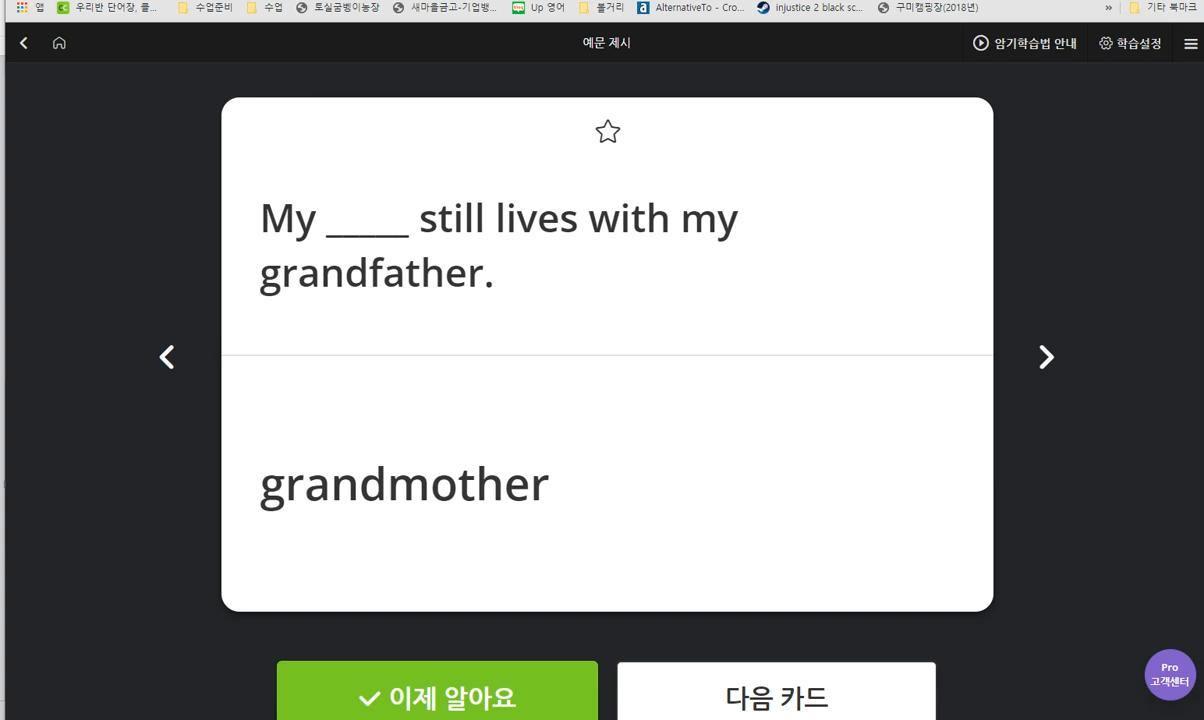 앱 우리반 단어장, 클... 수업준비 수업 토실굼벵이농장 새마을금고-기업뱅... Up 영어 볼거리 AlternativeTo - Cro... injustice 2 black sc... 구미캠핑장(2018년) » 기타 북마크
예문 제시 암기학습법 안내 학습설정
My _____ still lives with my
grandfather.
grandmother
이제 알아요 다음 카드
Pro
고객센터